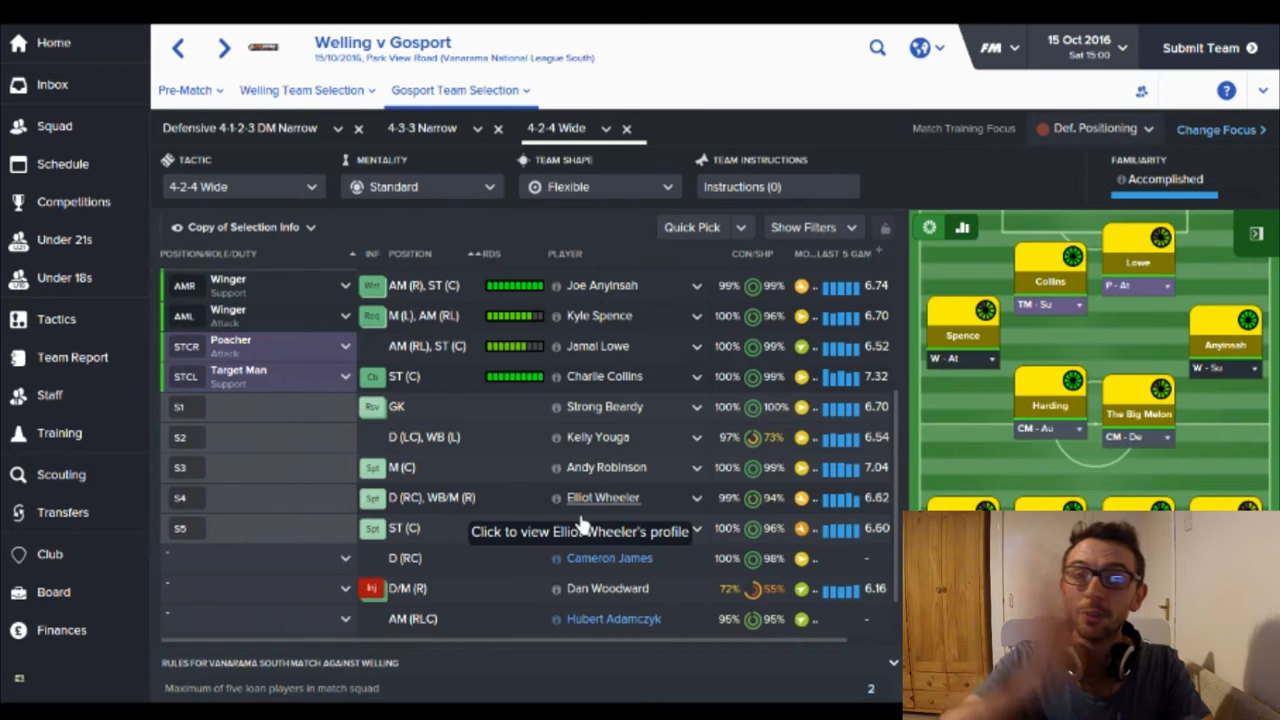 Home
Inbox
Squad
Schedule
Competitions
Under 21s
Under 18s
Tactics
Team Report
Staff
Training
Scouting
Transfers
Club
Board
Finances
Welling v Gosport
15/10/2016, Park View Road (Vanarama National League South)
FM
15 Oct 2016
Sat 15:00
Submit Team
Pre-Match
Welling Team Selection
Gosport Team Selection
Defensive 4-1-2-3 DM Narrow
4-3-3 Narrow
4-2-4 Wide
Match Training Focus
Def. Positioning
Change Focus >
TACTIC
MENTALITY
TEAM SHAPE
TEAM INSTRUCTIONS
FAMILIARITY
4-2-4 Wide
Standard
Flexible
Instructions (0)
Accomplished
Copy of Selection Info
Quick Pick
Show Filters
POSITION/ROLE/DUTY INF POSITION RDS PLAYER CON/SHP MO... LAST 5 GAM
AMR Winger Support Wnt AM (R), ST (C) Joe Anyinsah 99% 99% .. 6.74
AML Winger Attack Req M (L), AM (RL) Kyle Spence 100% 96% .. 6.70
STCR Poacher Attack AM (RL), ST (C) Jamal Lowe 100% 99% .. 6.52
STCL Target Man Support ST (C) Charlie Collins 100% 99% .. 7.32
S1 Rsv GK Strong Beardy 100% 100% .. 6.70
S2 D (LC), WB (L) Kelly Youga 97% 73% .. 6.54
S3 Spt M (C) Andy Robinson 100% 99% .. 7.04
S4 Spt D (RC), WB/M (R) Elliot Wheeler 99% 94% .. 6.62
S5 Spt ST (C) 100% 96% .. 6.60
Click to view Elliot Wheeler's profile
- D (RC) Cameron James 100% 98% .. -
- Inj D/M (R) Dan Woodward 72% 55% .. 6.16
- AM (RLC) Hubert Adamczyk 95% 95% .. -
Lowe
P - At
Collins
TM - Su
Spence
W - At
Anyinsah
W - Su
Harding
CM - Au
The Big Melon
CM - De
RULES FOR VANARAMA SOUTH MATCH AGAINST WELLING
Maximum of five loan players in match squad
2